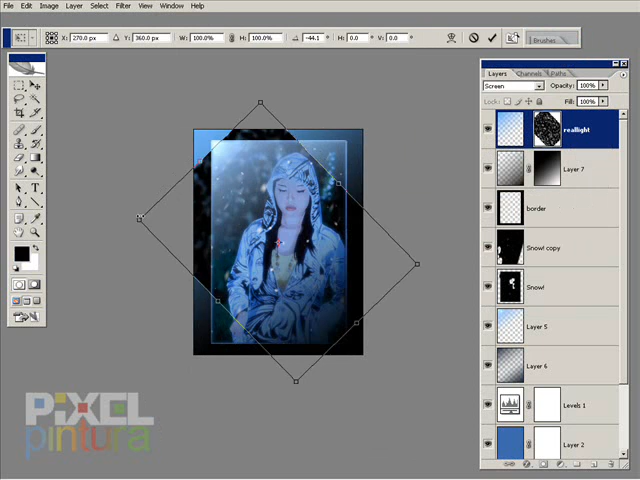 File Edit Image Layer Select Filter View Window Help
X: 270.0 px Y: 360.0 px W: 100.0% H: 100.0% -44.1 ° H: 0.0 ° V: 0.0 ° Brushes
Layers Channels Paths
Screen Opacity: 100%
Lock: Fill: 100%
reallight
Layer 7
border
Snow! copy
Snow!
Layer 5
Layer 6
Levels 1
Layer 2
T
PiXEL
pintura